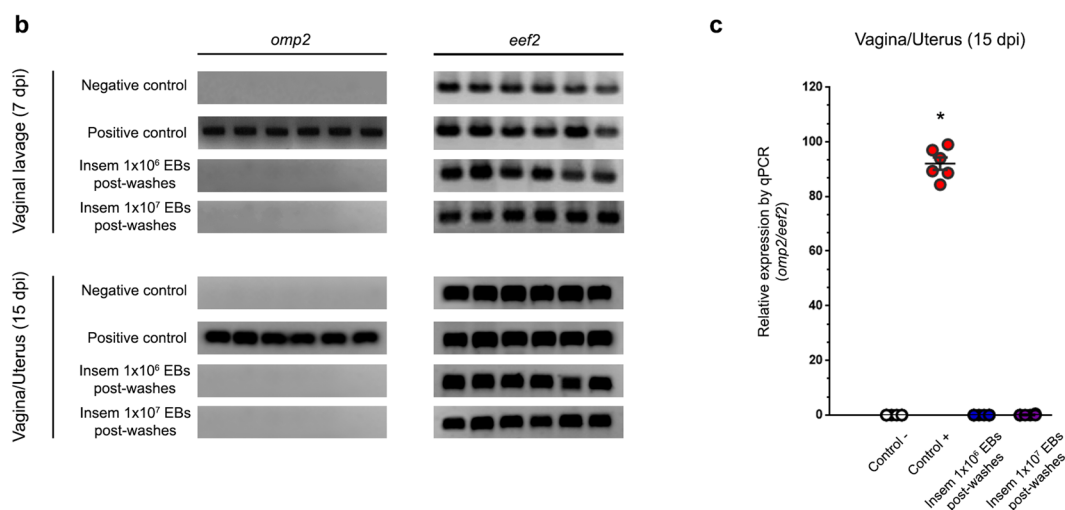 b
omp2
eef2
Vaginal lavage (7 dpi)
Negative control
Positive control
Insem 1x10⁶ EBs
post-washes
Insem 1x10⁷ EBs
post-washes
Vagina/Uterus (15 dpi)
Negative control
Positive control
Insem 1x10⁶ EBs
post-washes
Insem 1x10⁷ EBs
post-washes
c
Vagina/Uterus (15 dpi)
Relative expression by qPCR
(omp2/eef2)
120
100
80
60
40
20
0
*
Control -
Control +
Insem 1x10⁶ EBs
post-washes
Insem 1x10⁷ EBs
post-washes